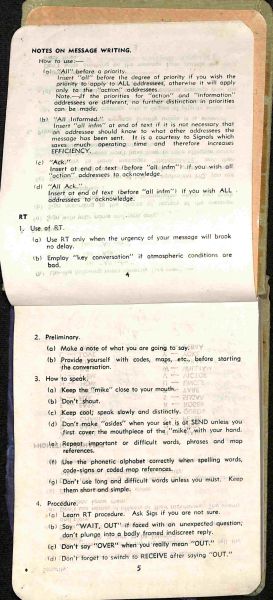 NOTES ON MESSAGE WRITING.
How to use:—
(a) "All" before a priority.
Insert "all" before the degree of priority if you wish the
priority to apply to ALL addressees, otherwise it will apply
only to the "action" addressees.
Note.—If the priorities for "action" and "information"
addressees are different, no further distinction in priorities
can be made.
(b) "All Informed."
Insert "all infm" at end of text if it is not necessary that
an addressee should know to what other addressees the
message has been sent. It is a courtesy to Signals which
saves much operating time and therefore increases
EFFICIENCY.
(c) "Ack."
Insert at end of text (before "all infm") if you wish all
"action" addressees to acknowledge.
(d) "All Ack."
Insert at end of text (before "all infm") if you wish ALL
addressees to acknowledge.
RT
1. Use of RT.
(a) Use RT only when the urgency of your message will brook
no delay.
(b) Employ "key conversation" if atmospheric conditions are
bad.
4
2. Preliminary.
(a) Make a note of what you are going to say.
(b) Provide yourself with codes, maps, etc., before starting
the conversation.
3. How to speak.
(a) Keep the "mike" close to your mouth.
(b) Don't shout.
(c) Keep cool; speak slowly and distinctly.
(d) Don't make "asides" when your set is at SEND unless you
first cover the mouthpiece of the "mike" with your hand.
(e) Repeat important or difficult words, phrases and map
references.
(f) Use the phonetic alphabet correctly when spelling words,
code-signs or coded map references.
(g) Don't use long and difficult words unless you must. Keep
them short and simple.
4. Procedure.
(a) Learn RT procedure. Ask Sigs if you are not sure.
(b) Say "WAIT, OUT" if faced with an unexpected question;
don't plunge into a badly framed indiscreet reply.
(c) Don't say "OVER" when you really mean "OUT."
(d) Don't forget to switch to RECEIVE after saying "OUT."
5